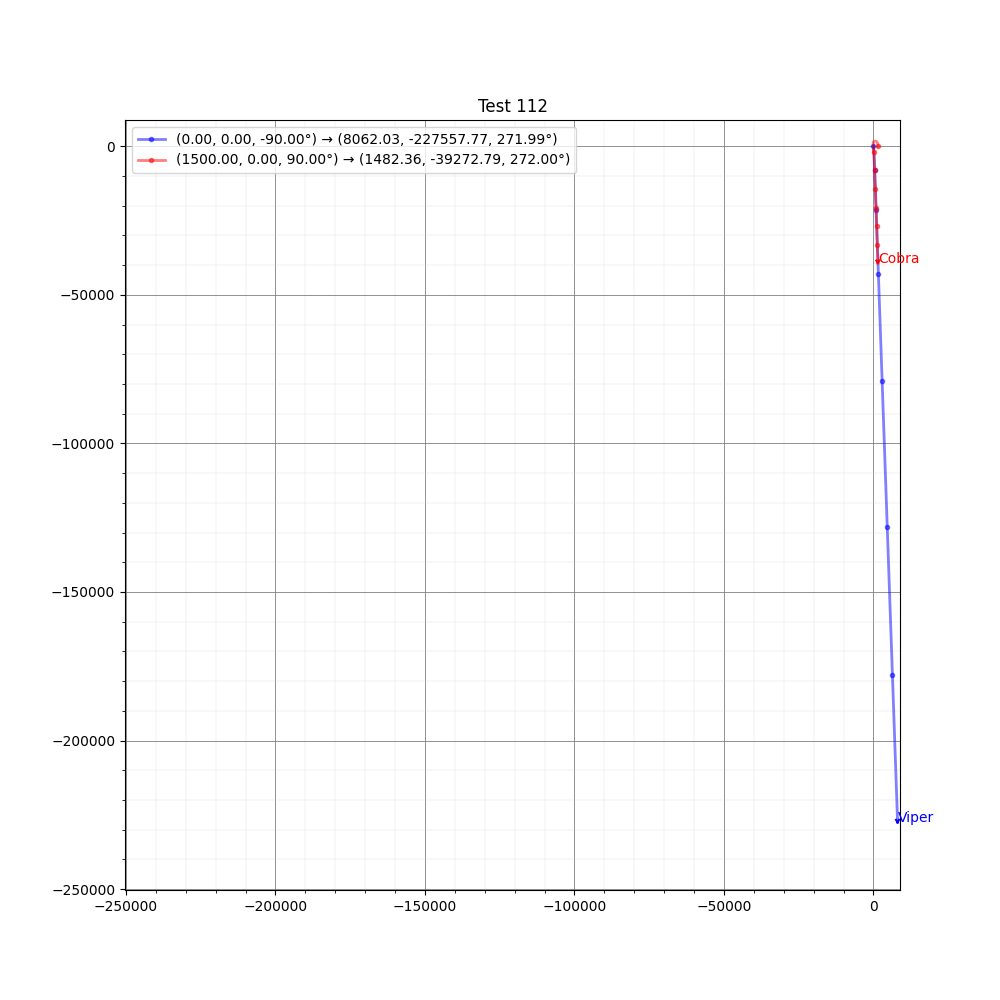 Test 112
(0.00, 0.00, -90.00°) → (8062.03, -227557.77, 271.99°)
(1500.00, 0.00, 90.00°) → (1482.36, -39272.79, 272.00°)
0
Cobra
−50000
−100000
−150000
−200000
Viper
−250000
−250000 −200000 −150000 −100000 −50000 0